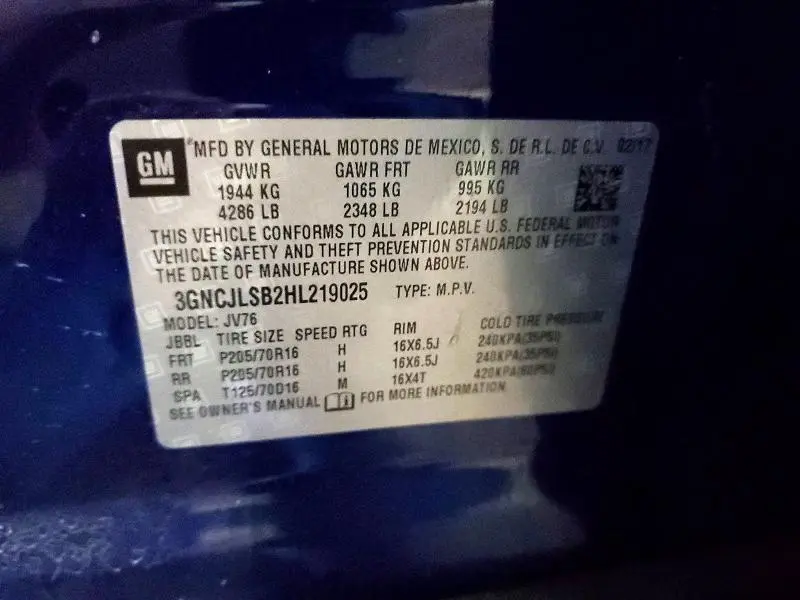 GM
MFD BY GENERAL MOTORS DE MEXICO, S. DE R.L. DE C.V. 02/17
GVWR GAWR FRT GAWR RR
1944 KG 1065 KG 995 KG
4286 LB 2348 LB 2194 LB
THIS VEHICLE CONFORMS TO ALL APPLICABLE U.S. FEDERAL MOTOR
VEHICLE SAFETY AND THEFT PREVENTION STANDARDS IN EFFECT ON
THE DATE OF MANUFACTURE SHOWN ABOVE.
3GNCJLSB2HL219025 TYPE: M.P.V.
MODEL: JV76
JBBL TIRE SIZE SPEED RTG RIM COLD TIRE PRESSURE
FRT P205/70R16 H 16X6.5J 240KPA(35PSI)
RR P205/70R16 H 16X6.5J 240KPA(35PSI)
SPA T125/70D16 M 16X4T 420KPA(60PSI)
SEE OWNER'S MANUAL FOR MORE INFORMATION